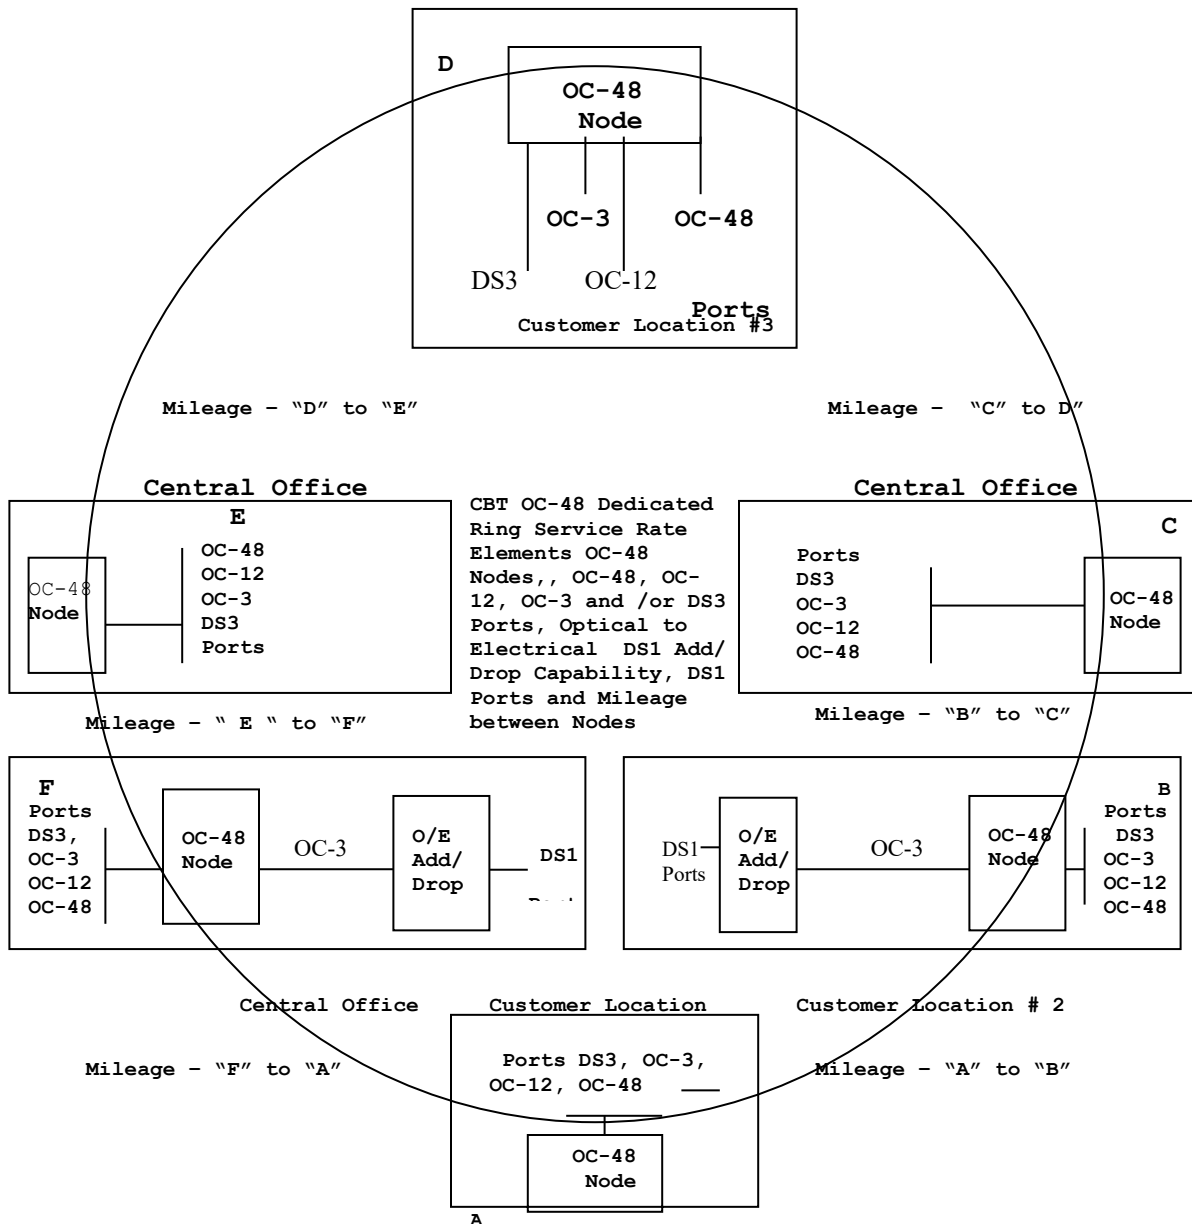 D
OC-48
Node
OC-3
OC-48
DS3
OC-12
Ports
Customer Location #3
Mileage – “D” to “E”
Mileage – “C” to D”
Central Office
E
OC-48
OC-12
OC-3
DS3
Ports
OC-48
Node
CBT OC-48 Dedicated
Ring Service Rate
Elements OC-48
Nodes,, OC-48, OC-
12, OC-3 and /or DS3
Ports, Optical to
Electrical DS1 Add/
Drop Capability, DS1
Ports and Mileage
between Nodes
Central Office
C
Ports
DS3
OC-3
OC-12
OC-48
OC-48
Node
Mileage – “ E “ to “F”
Mileage – “B” to “C”
F
Ports
DS3,
OC-3
OC-12
OC-48
OC-48
Node
OC-3
O/E
Add/
Drop
DS1
DS1
Ports
O/E
Add/
Drop
OC-3
OC-48
Node
B
Ports
DS3
OC-3
OC-12
OC-48
Central Office
Customer Location
Customer Location # 2
Mileage – “F” to “A”
Mileage – “A” to “B”
Ports DS3, OC-3,
OC-12, OC-48
OC-48
Node
A